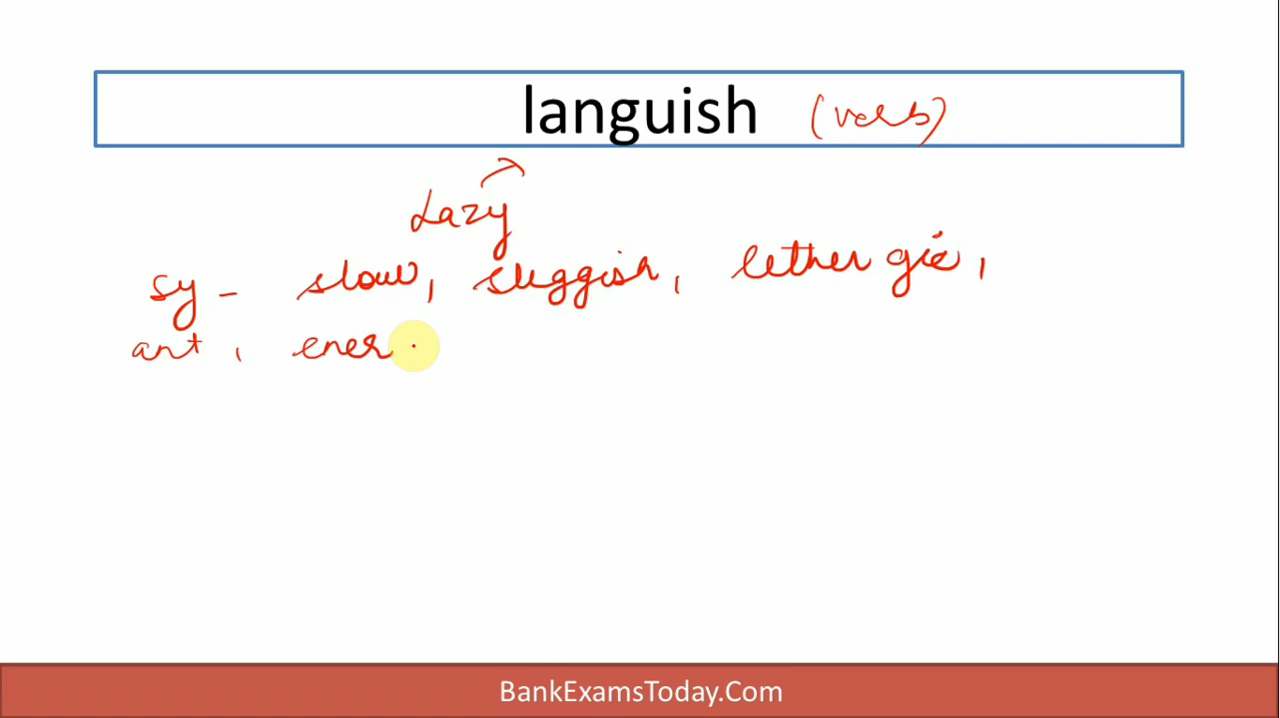 languish (verb)
Lazy
Sy - slow, sluggish, lethergic,
ant, ener
BankExamsToday.Com